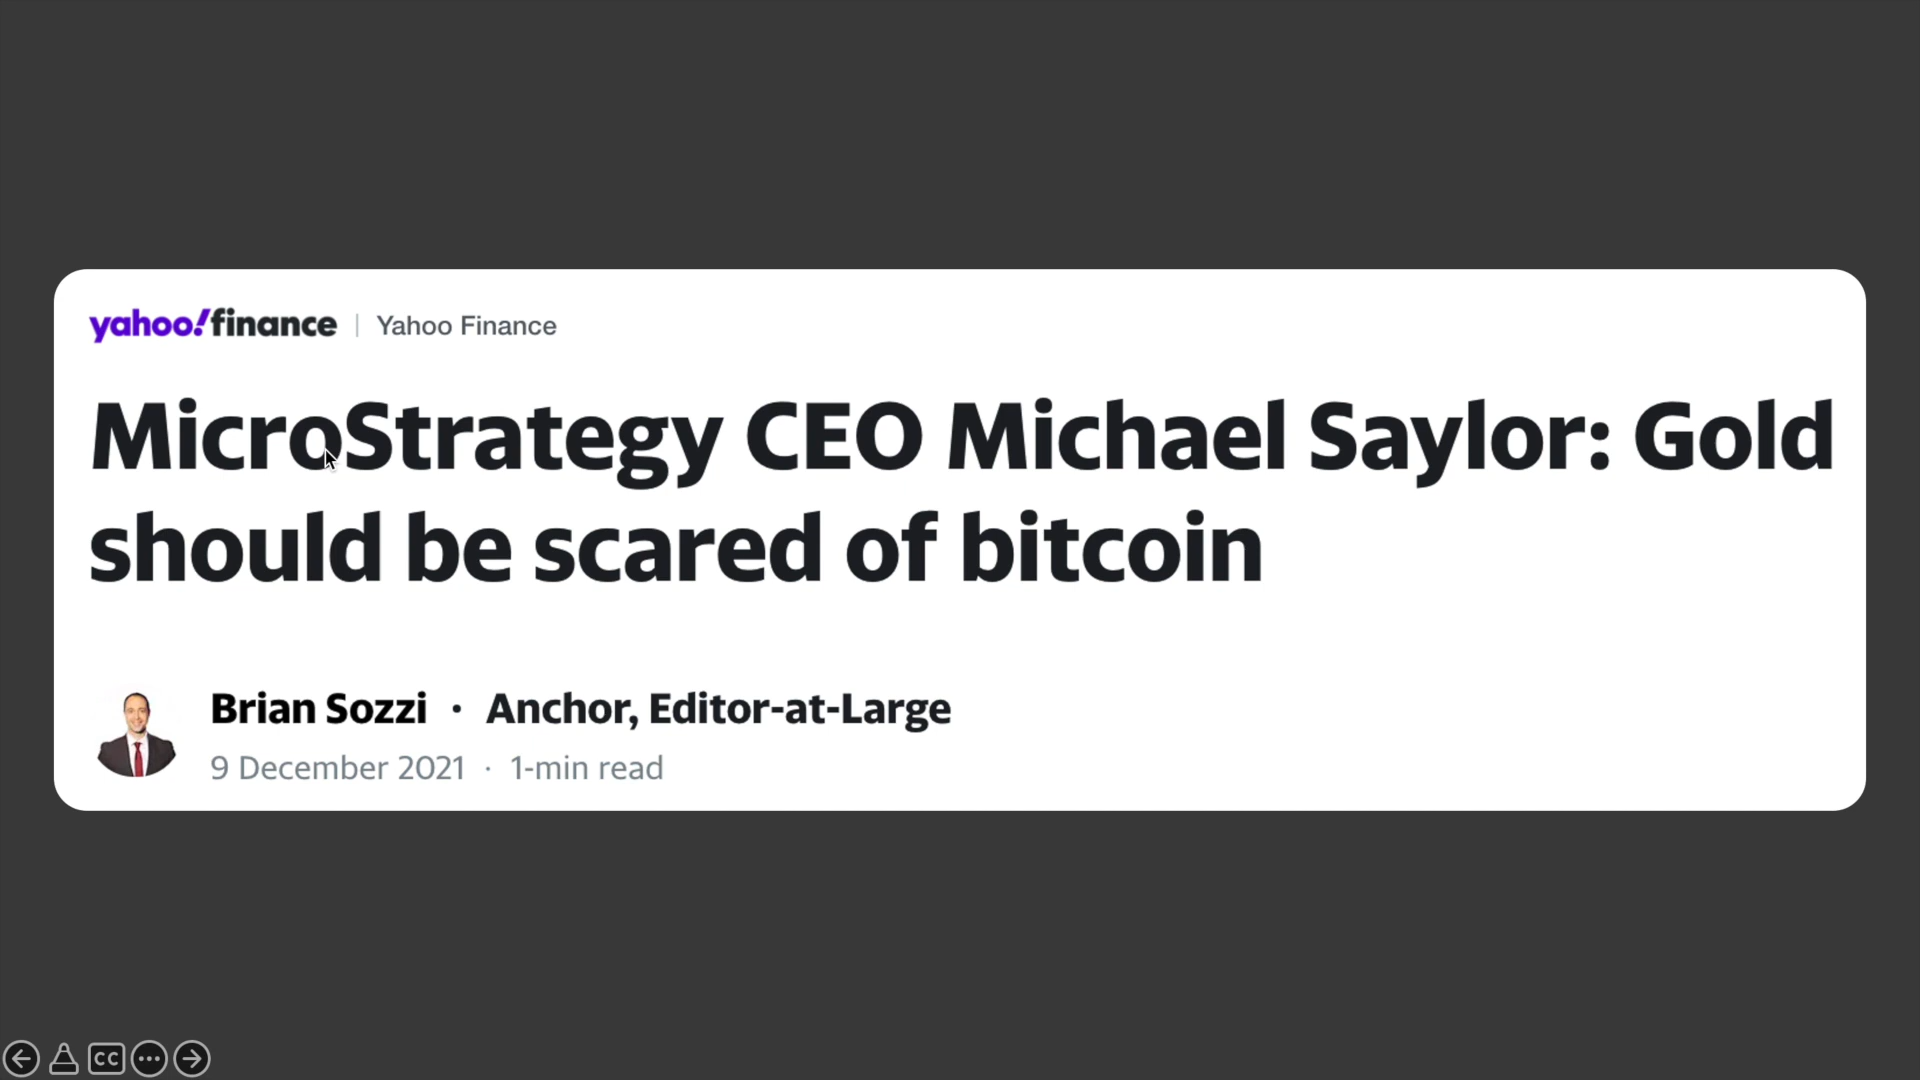 yahoo!finance | Yahoo Finance
MicroStrategy CEO Michael Saylor: Gold
should be scared of bitcoin
Brian Sozzi · Anchor, Editor-at-Large
9 December 2021 · 1-min read
CC